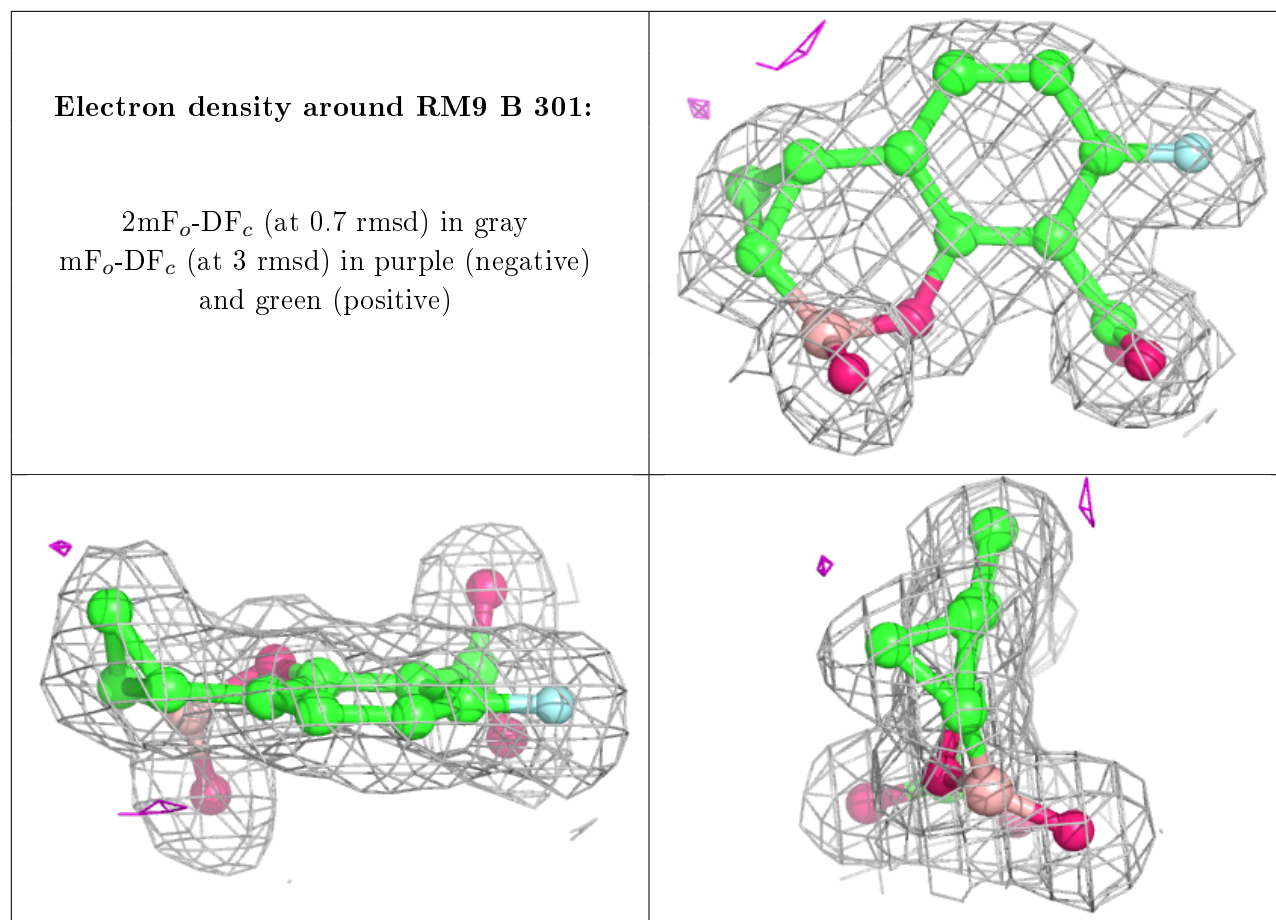 Electron density around RM9 B 301:
2mFo-DFc (at 0.7 rmsd) in gray
mFo-DFc (at 3 rmsd) in purple (negative)
and green (positive)